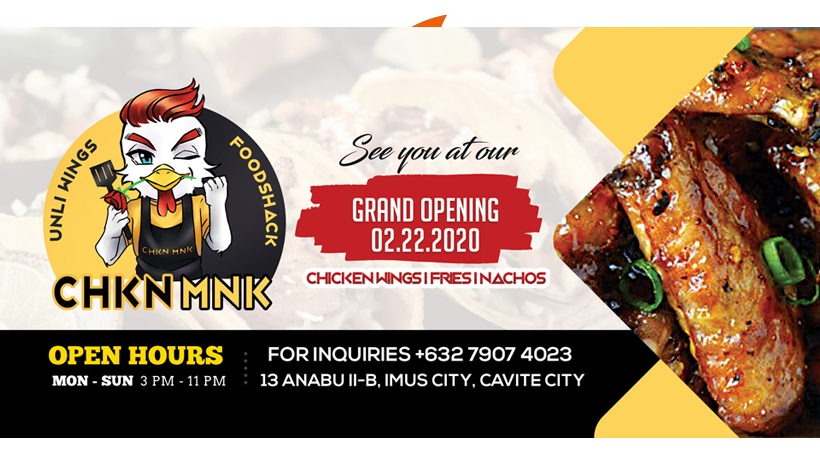 UNLI WINGS
FOODSHACK
CHKN MNK
CHKN MNK
See you at our
GRAND OPENING
02.22.2020
CHICKEN WINGS | FRIES | NACHOS
OPEN HOURS
MON - SUN 3 PM - 11 PM
FOR INQUIRIES +632 7907 4023
13 ANABU II-B, IMUS CITY, CAVITE CITY